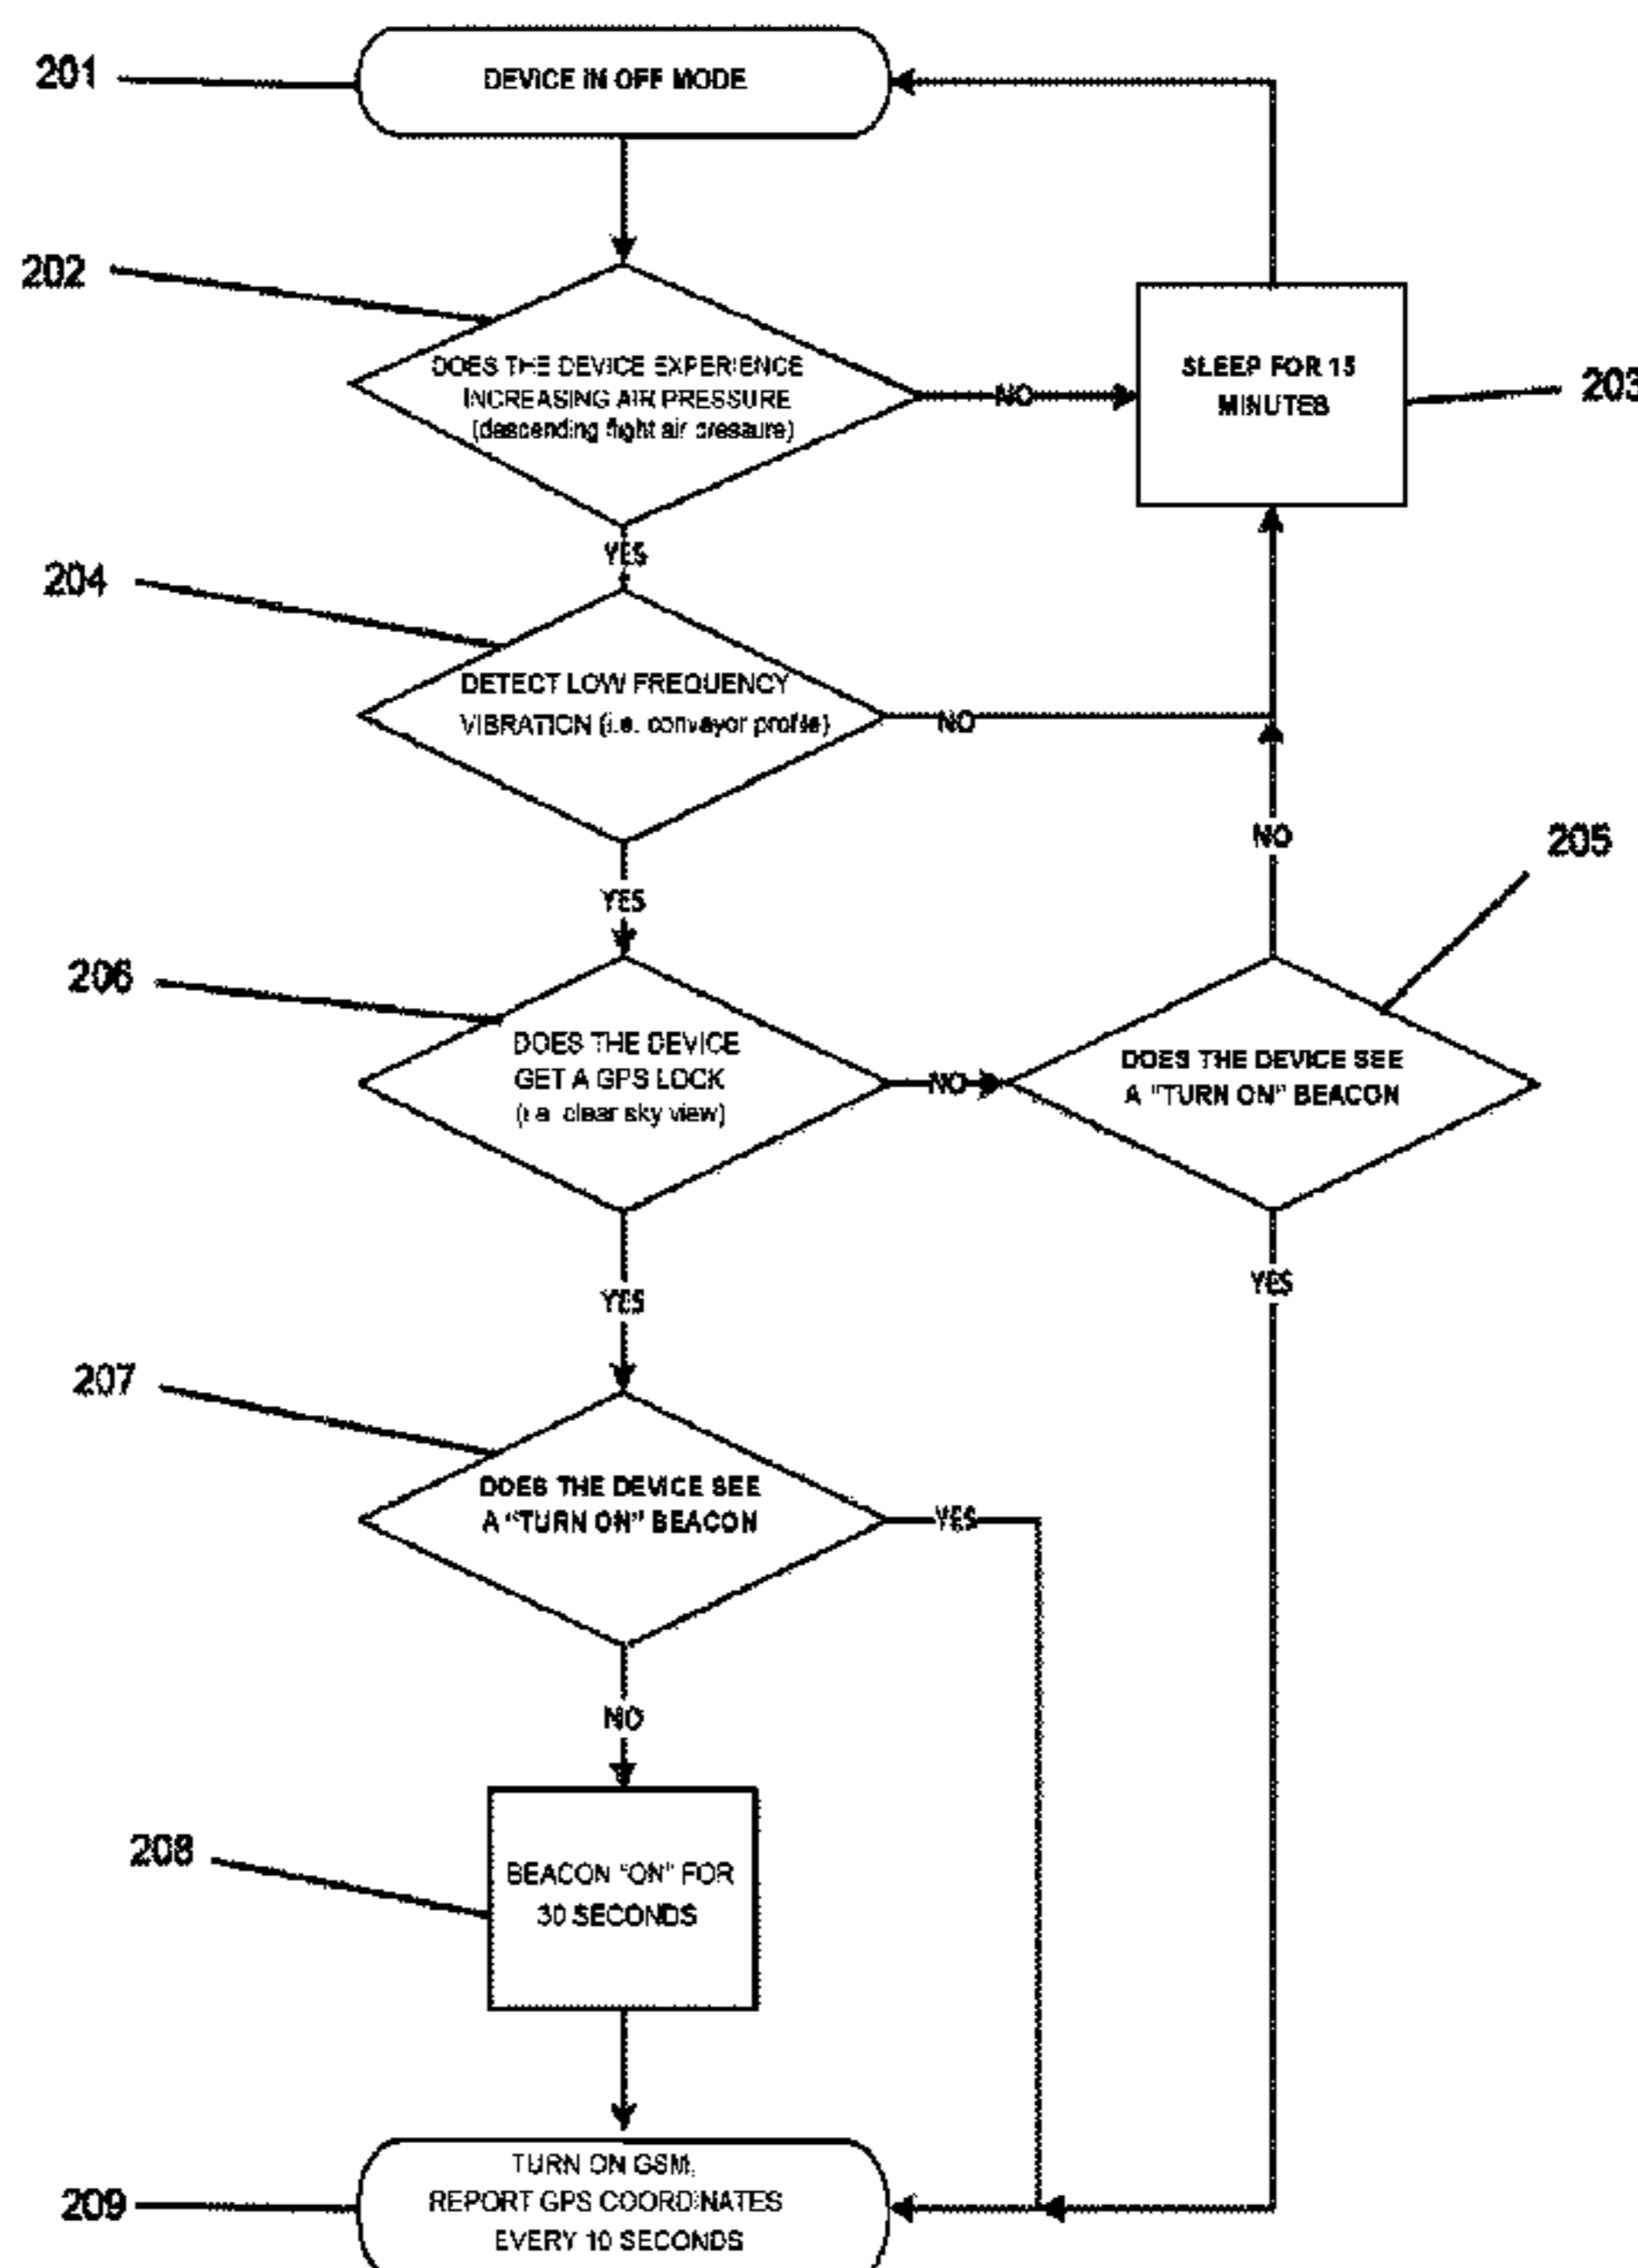 201
DEVICE IN OFF MODE
202
DOES THE DEVICE EXPERIENCE
INCREASING AIR PRESSURE
(descending flight air pressure)
NO
SLEEP FOR 15
MINUTES
203
YES
204
DETECT LOW FREQUENCY
VIBRATION (i.e. conveyor profile)
NO
NO
205
YES
206
DOES THE DEVICE
GET A GPS LOCK
(i.e. clear sky view)
NO
DOES THE DEVICE SEE
A "TURN ON" BEACON
YES
YES
207
DOES THE DEVICE SEE
A "TURN ON" BEACON
YES
NO
208
BEACON "ON" FOR
30 SECONDS
209
TURN ON GSM,
REPORT GPS COORDINATES
EVERY 10 SECONDS